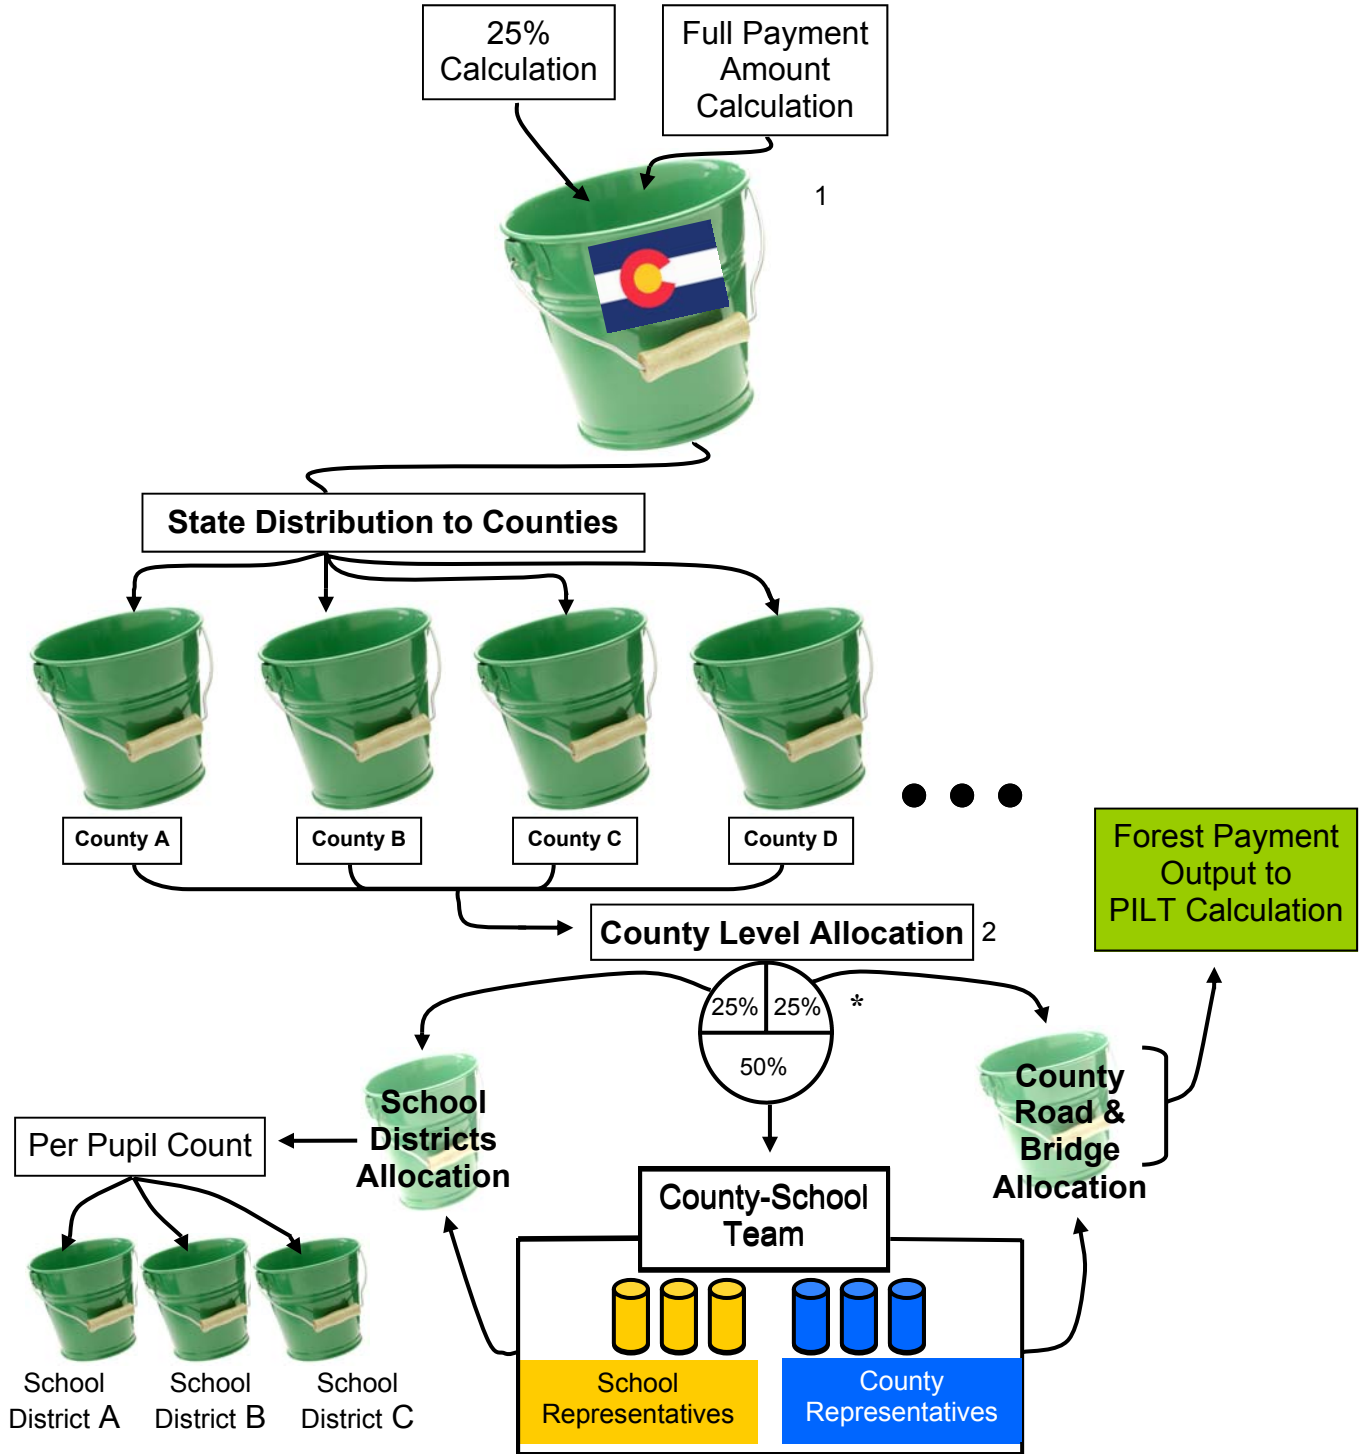 25%
Calculation
Full Payment
Amount
Calculation
1
State Distribution to Counties
County A
County B
County C
County D
Forest Payment
Output to
PILT Calculation
County Level Allocation
2
25%
25%
*
50%
School
Districts
Allocation
County
Road &
Bridge
Allocation
Per Pupil Count
County-School
Team
School
Representatives
County
Representatives
School
District A
School
District B
School
District C